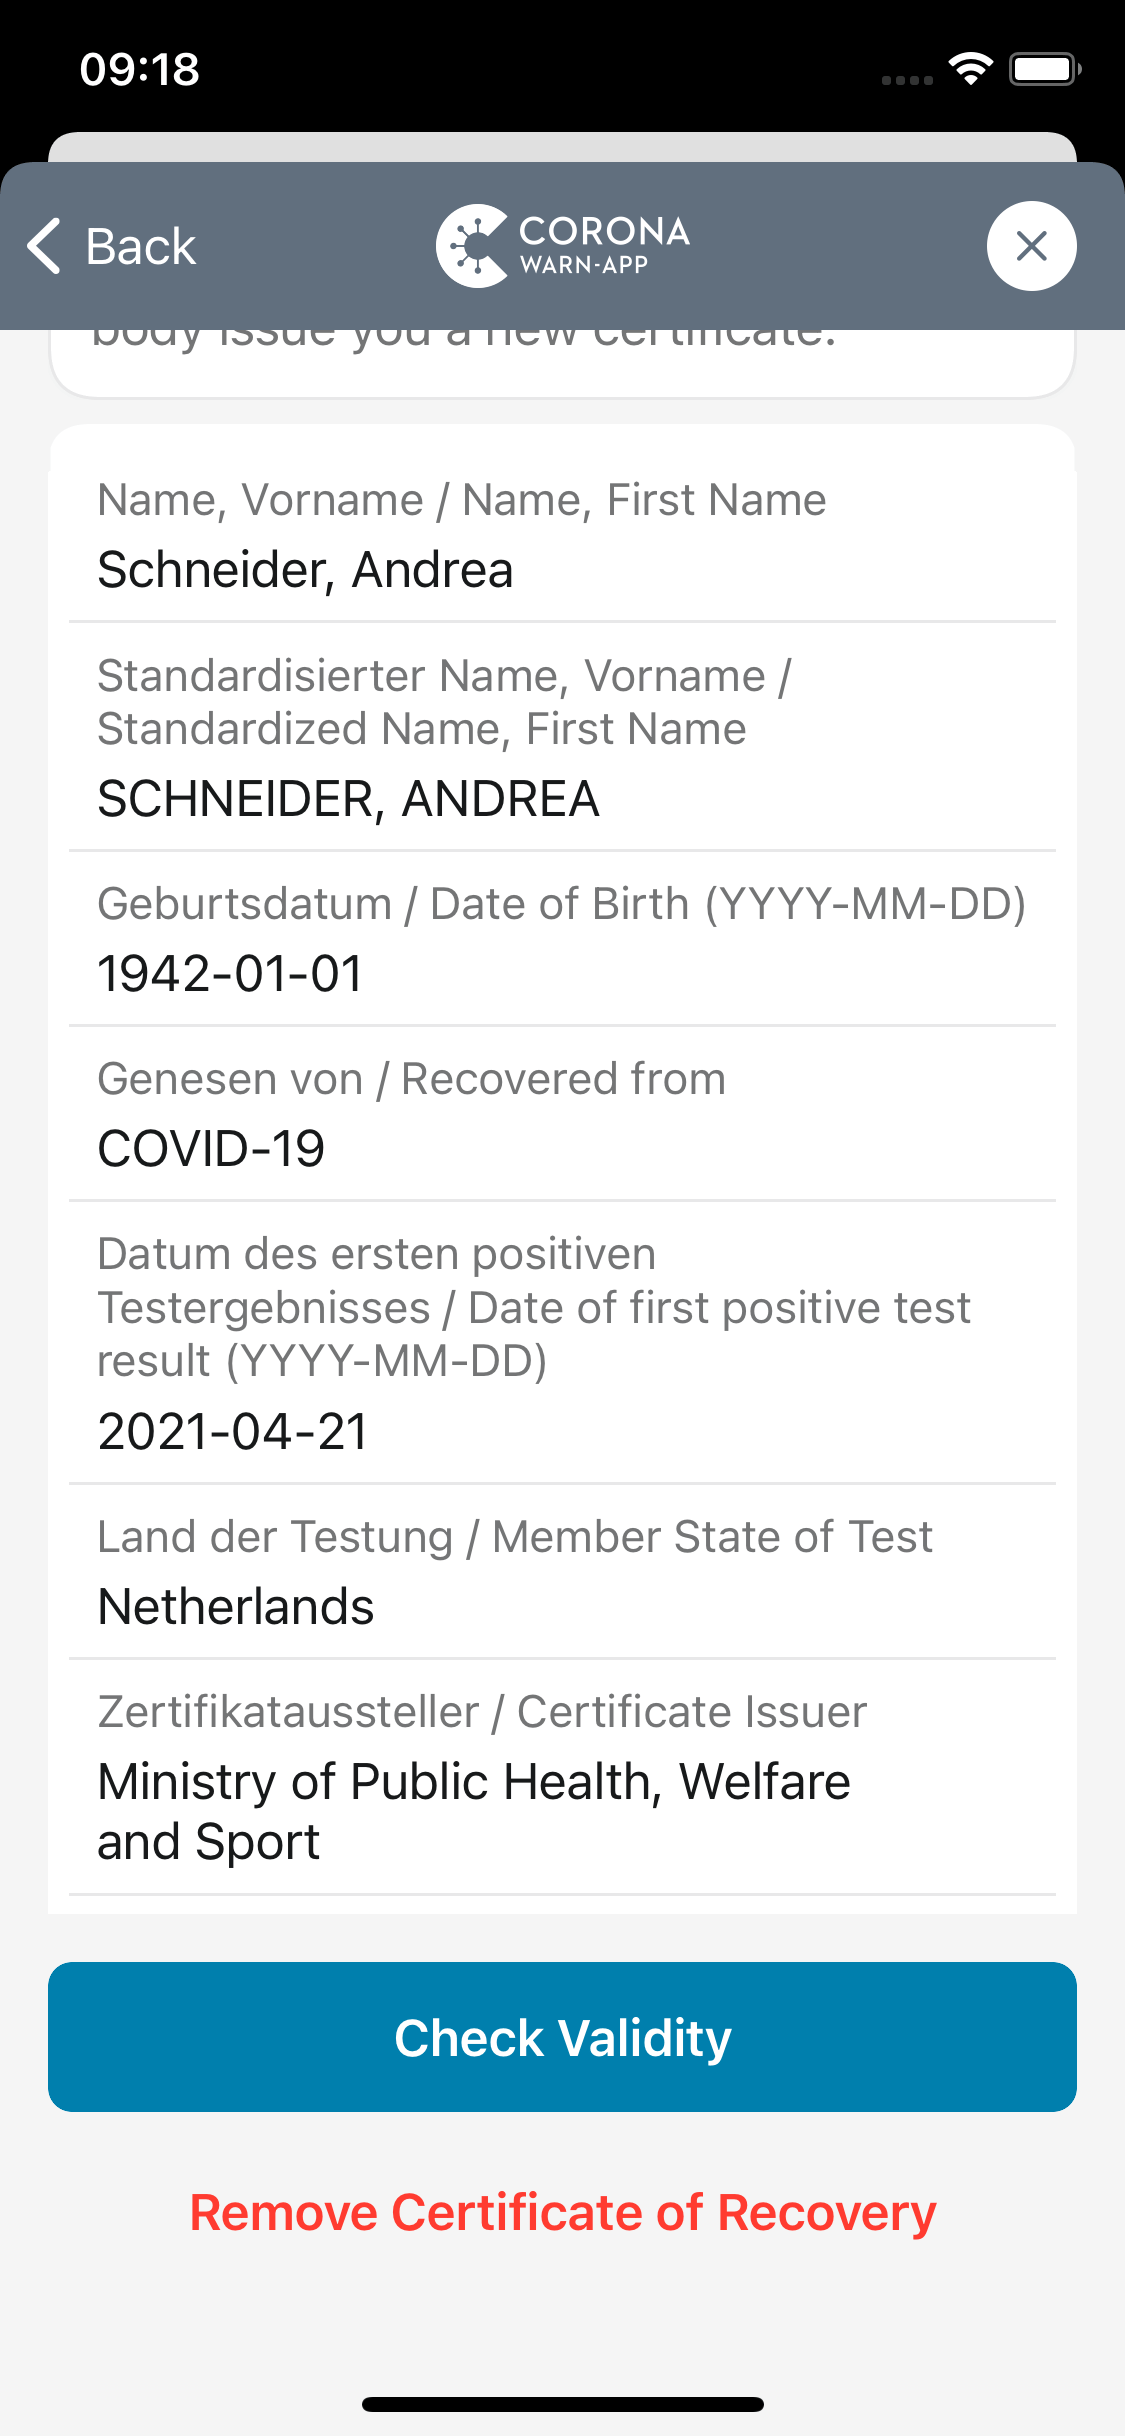 09:18
Back
CORONA
WARN-APP
body issue you a new certificate.
Name, Vorname / Name, First Name
Schneider, Andrea
Standardisierter Name, Vorname /
Standardized Name, First Name
SCHNEIDER, ANDREA
Geburtsdatum / Date of Birth (YYYY-MM-DD)
1942-01-01
Genesen von / Recovered from
COVID-19
Datum des ersten positiven
Testergebnisses / Date of first positive test
result (YYYY-MM-DD)
2021-04-21
Land der Testung / Member State of Test
Netherlands
Zertifikataussteller / Certificate Issuer
Ministry of Public Health, Welfare
and Sport
Check Validity
Remove Certificate of Recovery